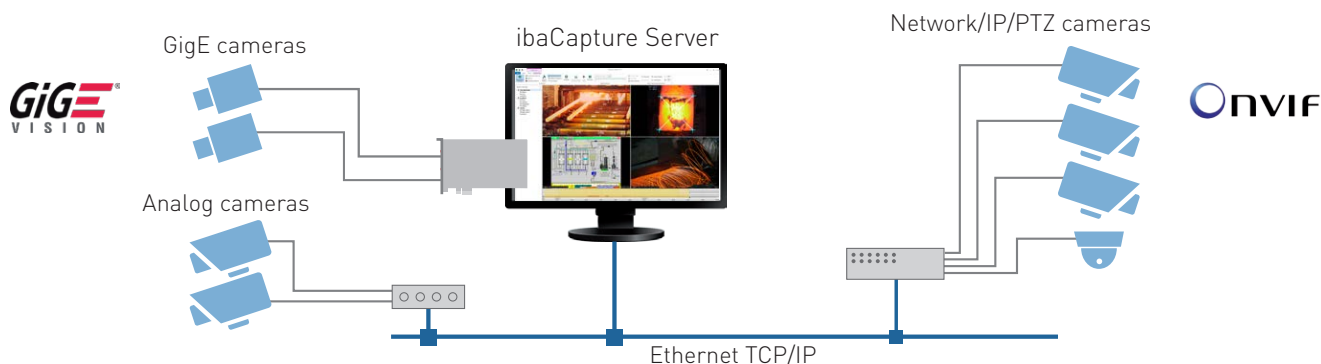 GigE cameras
ibaCapture Server
Network/IP/PTZ cameras
GiGE®
VISION
ONVIF
Analog cameras
Ethernet TCP/IP